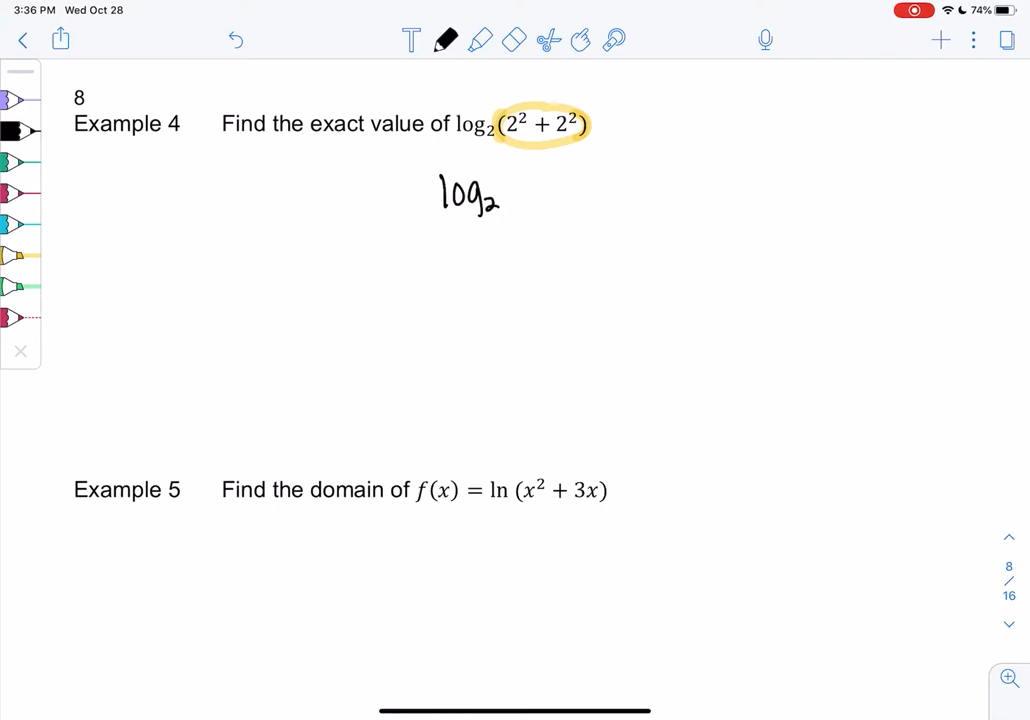 3:36 PM Wed Oct 28 74%
T
8
Example 4 Find the exact value of log₂(2² + 2²)
log₂
Example 5 Find the domain of f(x) = ln (x² + 3x)
8
/
16